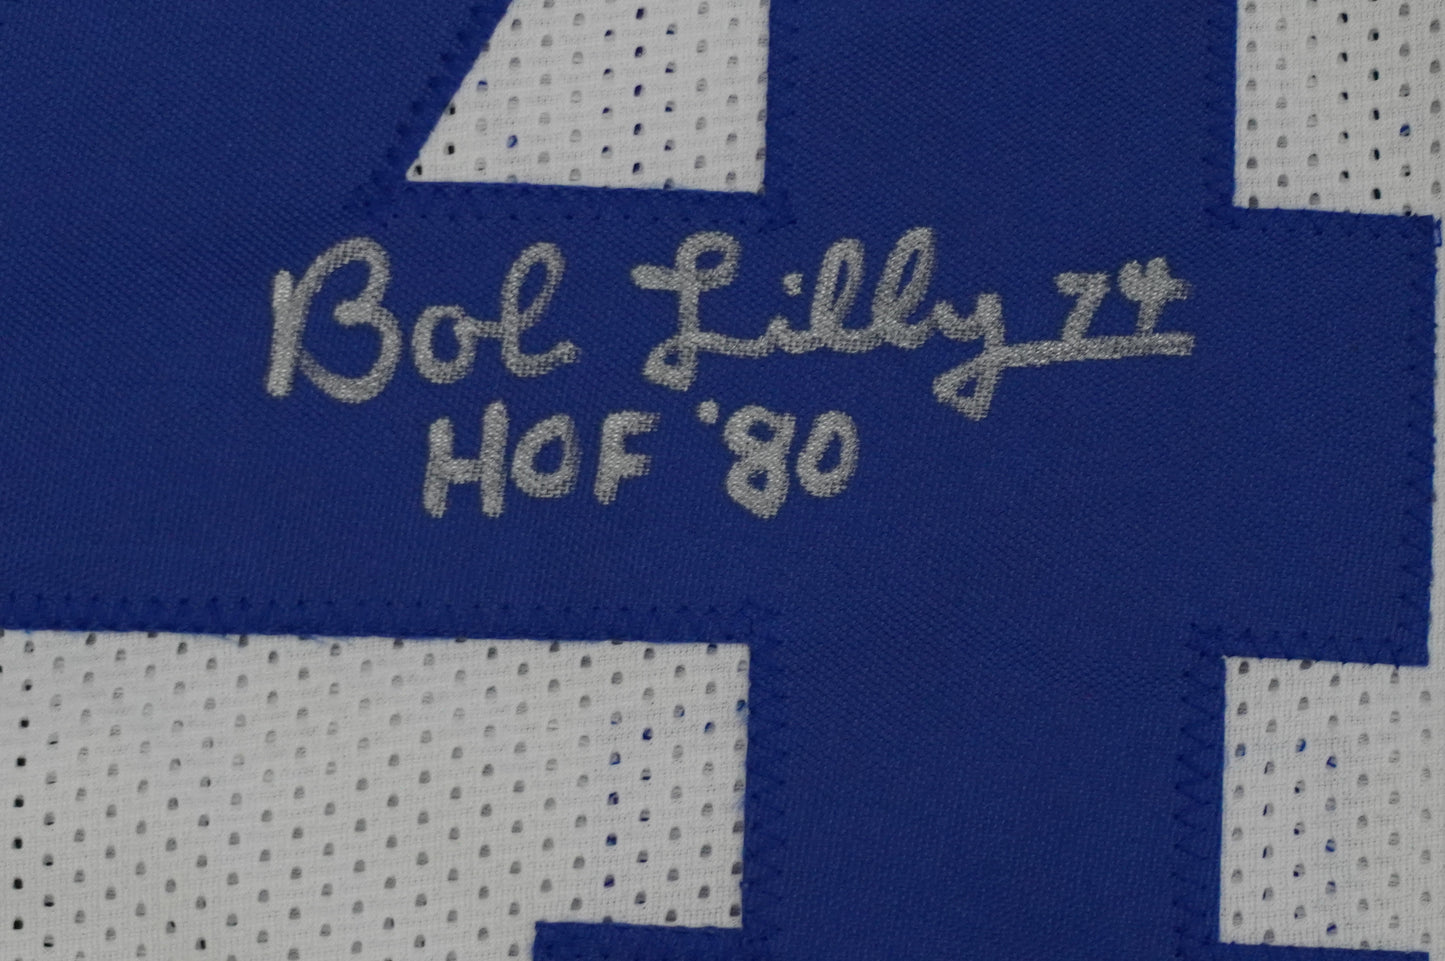 Bob Lilly 74
HOF '80